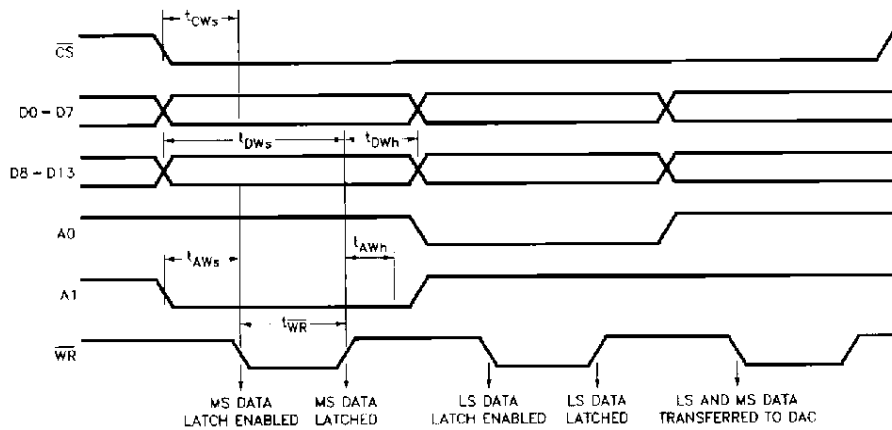 tCWs
CS
D0 – D7
tDWs
tDWh
D8 – D13
A0
tAWh
tAWs
A1
tWR
WR
MS DATA
LATCH ENABLED
MS DATA
LATCHED
LS DATA
LATCH ENABLED
LS DATA
LATCHED
LS AND MS DATA
TRANSFERRED TO DAC